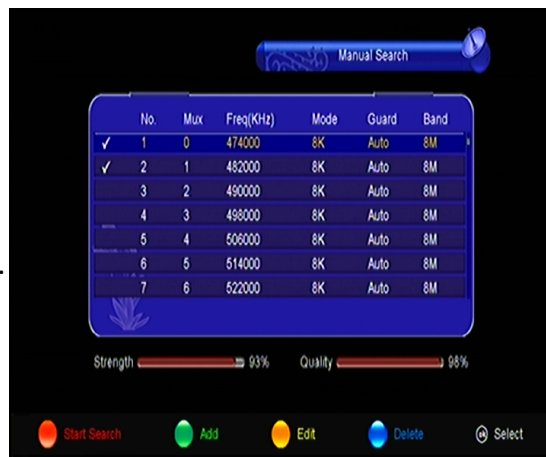 Manual Search
No. Mux Freq(KHz) Mode Guard Band
✓ 1 0 474000 8K Auto 8M
✓ 2 1 482000 8K Auto 8M
3 2 490000 8K Auto 8M
4 3 498000 8K Auto 8M
5 4 506000 8K Auto 8M
6 5 514000 8K Auto 8M
7 6 522000 8K Auto 8M
Strength 93% Quality 98%
Start Search Add Edit Delete ok Select